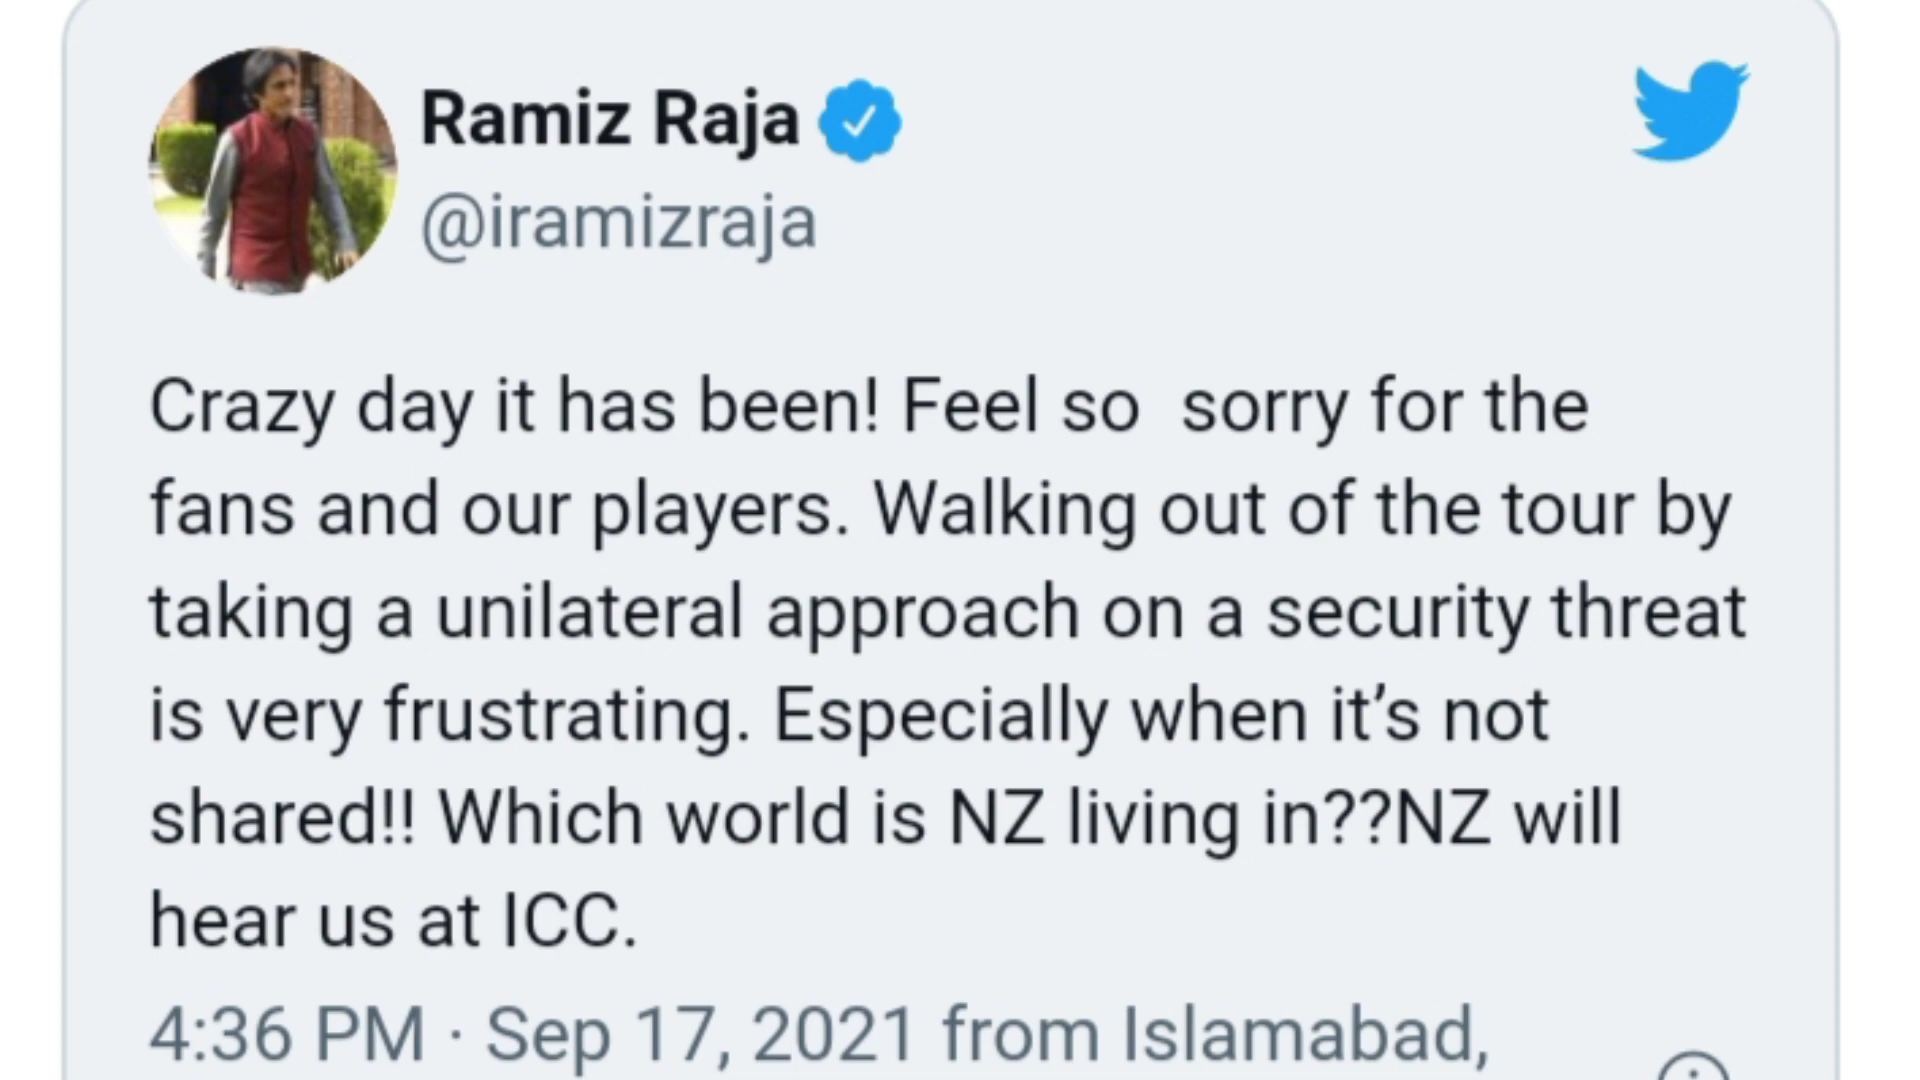 Ramiz Raja
@iramizraja
Crazy day it has been! Feel so  sorry for the
fans and our players. Walking out of the tour by
taking a unilateral approach on a security threat
is very frustrating. Especially when it’s not
shared!! Which world is NZ living in??NZ will
hear us at ICC.
4:36 PM · Sep 17, 2021 from Islamabad,